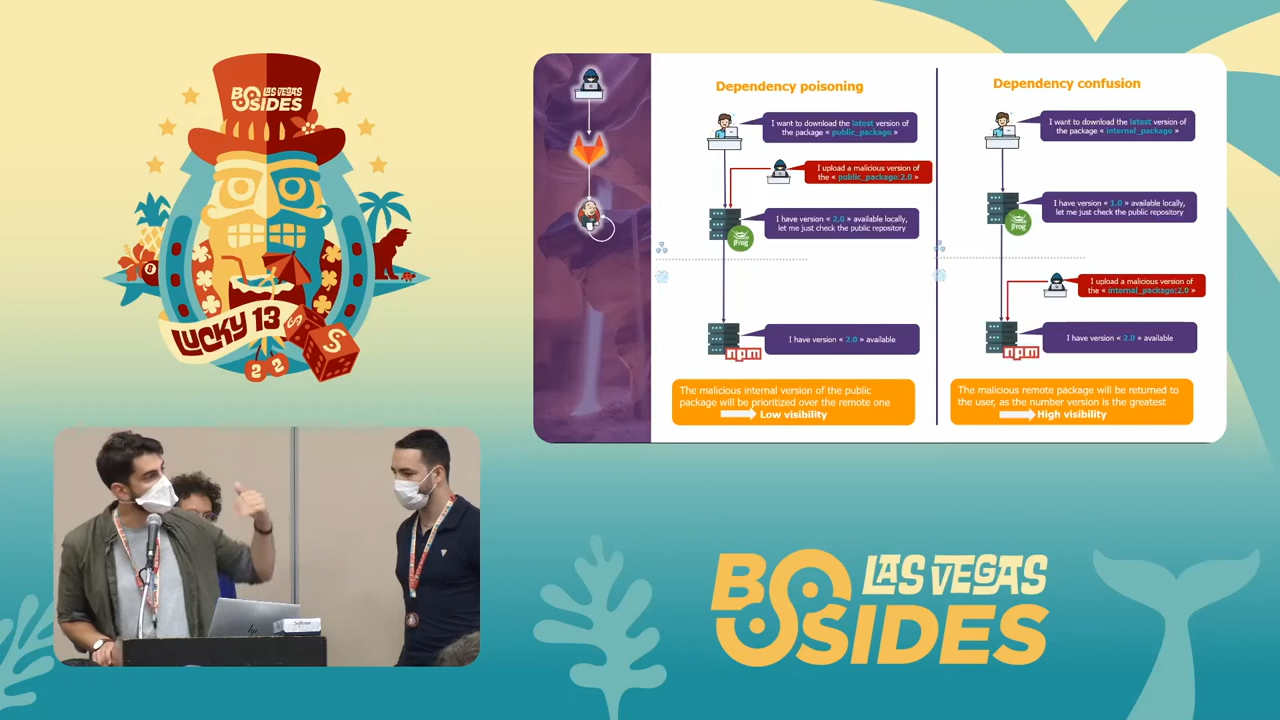 BSIDES LAS VEGAS
LUCKY 13
S
S
2 2
8
Dependency poisoning
I want to download the latest version of
the package « public_package »
I upload a malicious version of
the « public_package:2.0 »
I have version « 2.0 » available locally,
let me just check the public repository
JFrog
I have version « 2.0 » available
npm
The malicious internal version of the public
package will be prioritized over the remote one
Low visibility
Dependency confusion
I want to download the latest version of
the package « internal_package »
I have version « 1.0 » available locally,
let me just check the public repository
JFrog
I upload a malicious version of
the « internal_package:2.0 »
I have version « 2.0 » available
npm
The malicious remote package will be returned to
the user, as the number version is the greatest
High visibility
hp
BSIDES LAS VEGAS